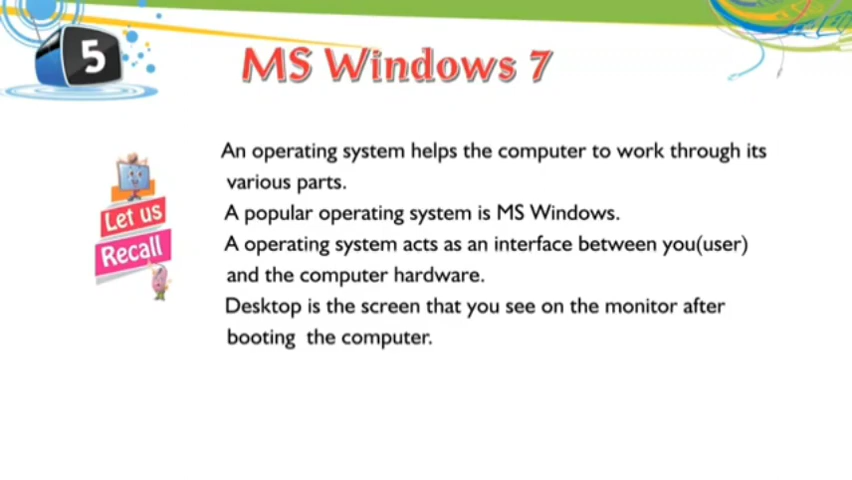 5
MS Windows 7
An operating system helps the computer to work through its
various parts.
Let us
Recall
A popular operating system is MS Windows.
A operating system acts as an interface between you(user)
and the computer hardware.
Desktop is the screen that you see on the monitor after
booting the computer.